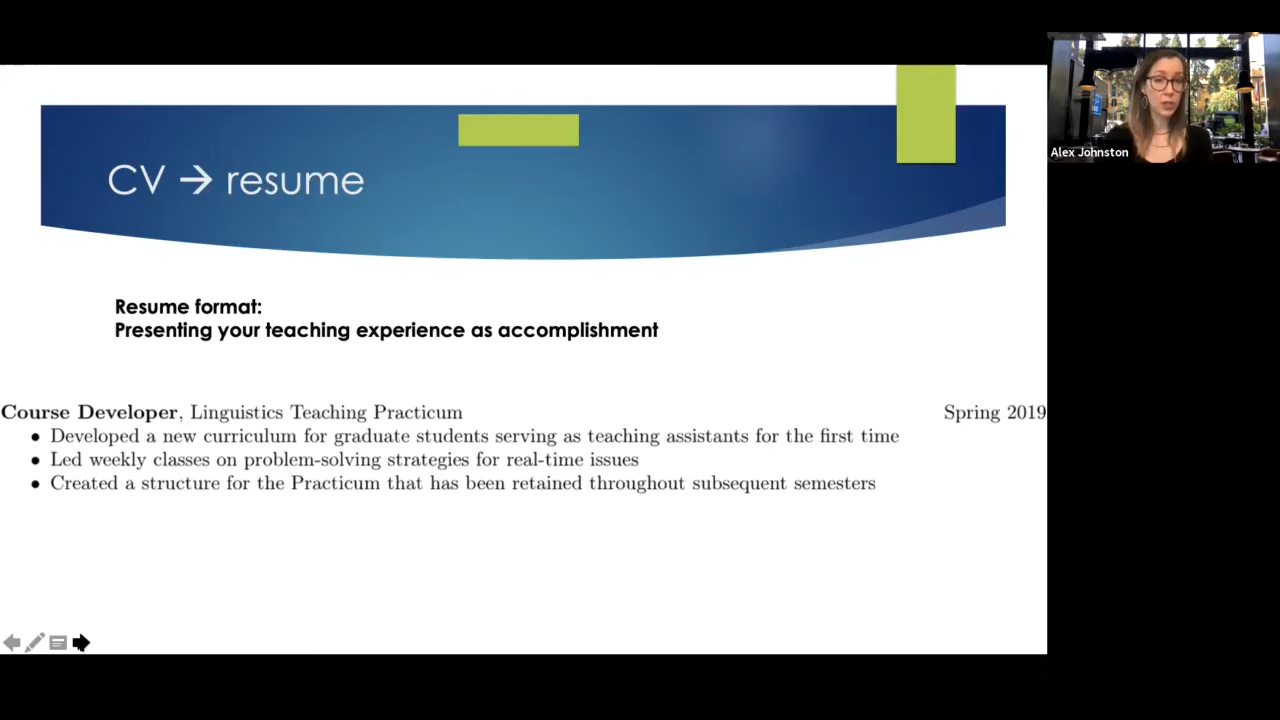 CV → resume
Alex Johnston
Resume format:
Presenting your teaching experience as accomplishment
Course Developer, Linguistics Teaching Practicum Spring 2019
• Developed a new curriculum for graduate students serving as teaching assistants for the first time
• Led weekly classes on problem-solving strategies for real-time issues
• Created a structure for the Practicum that has been retained throughout subsequent semesters